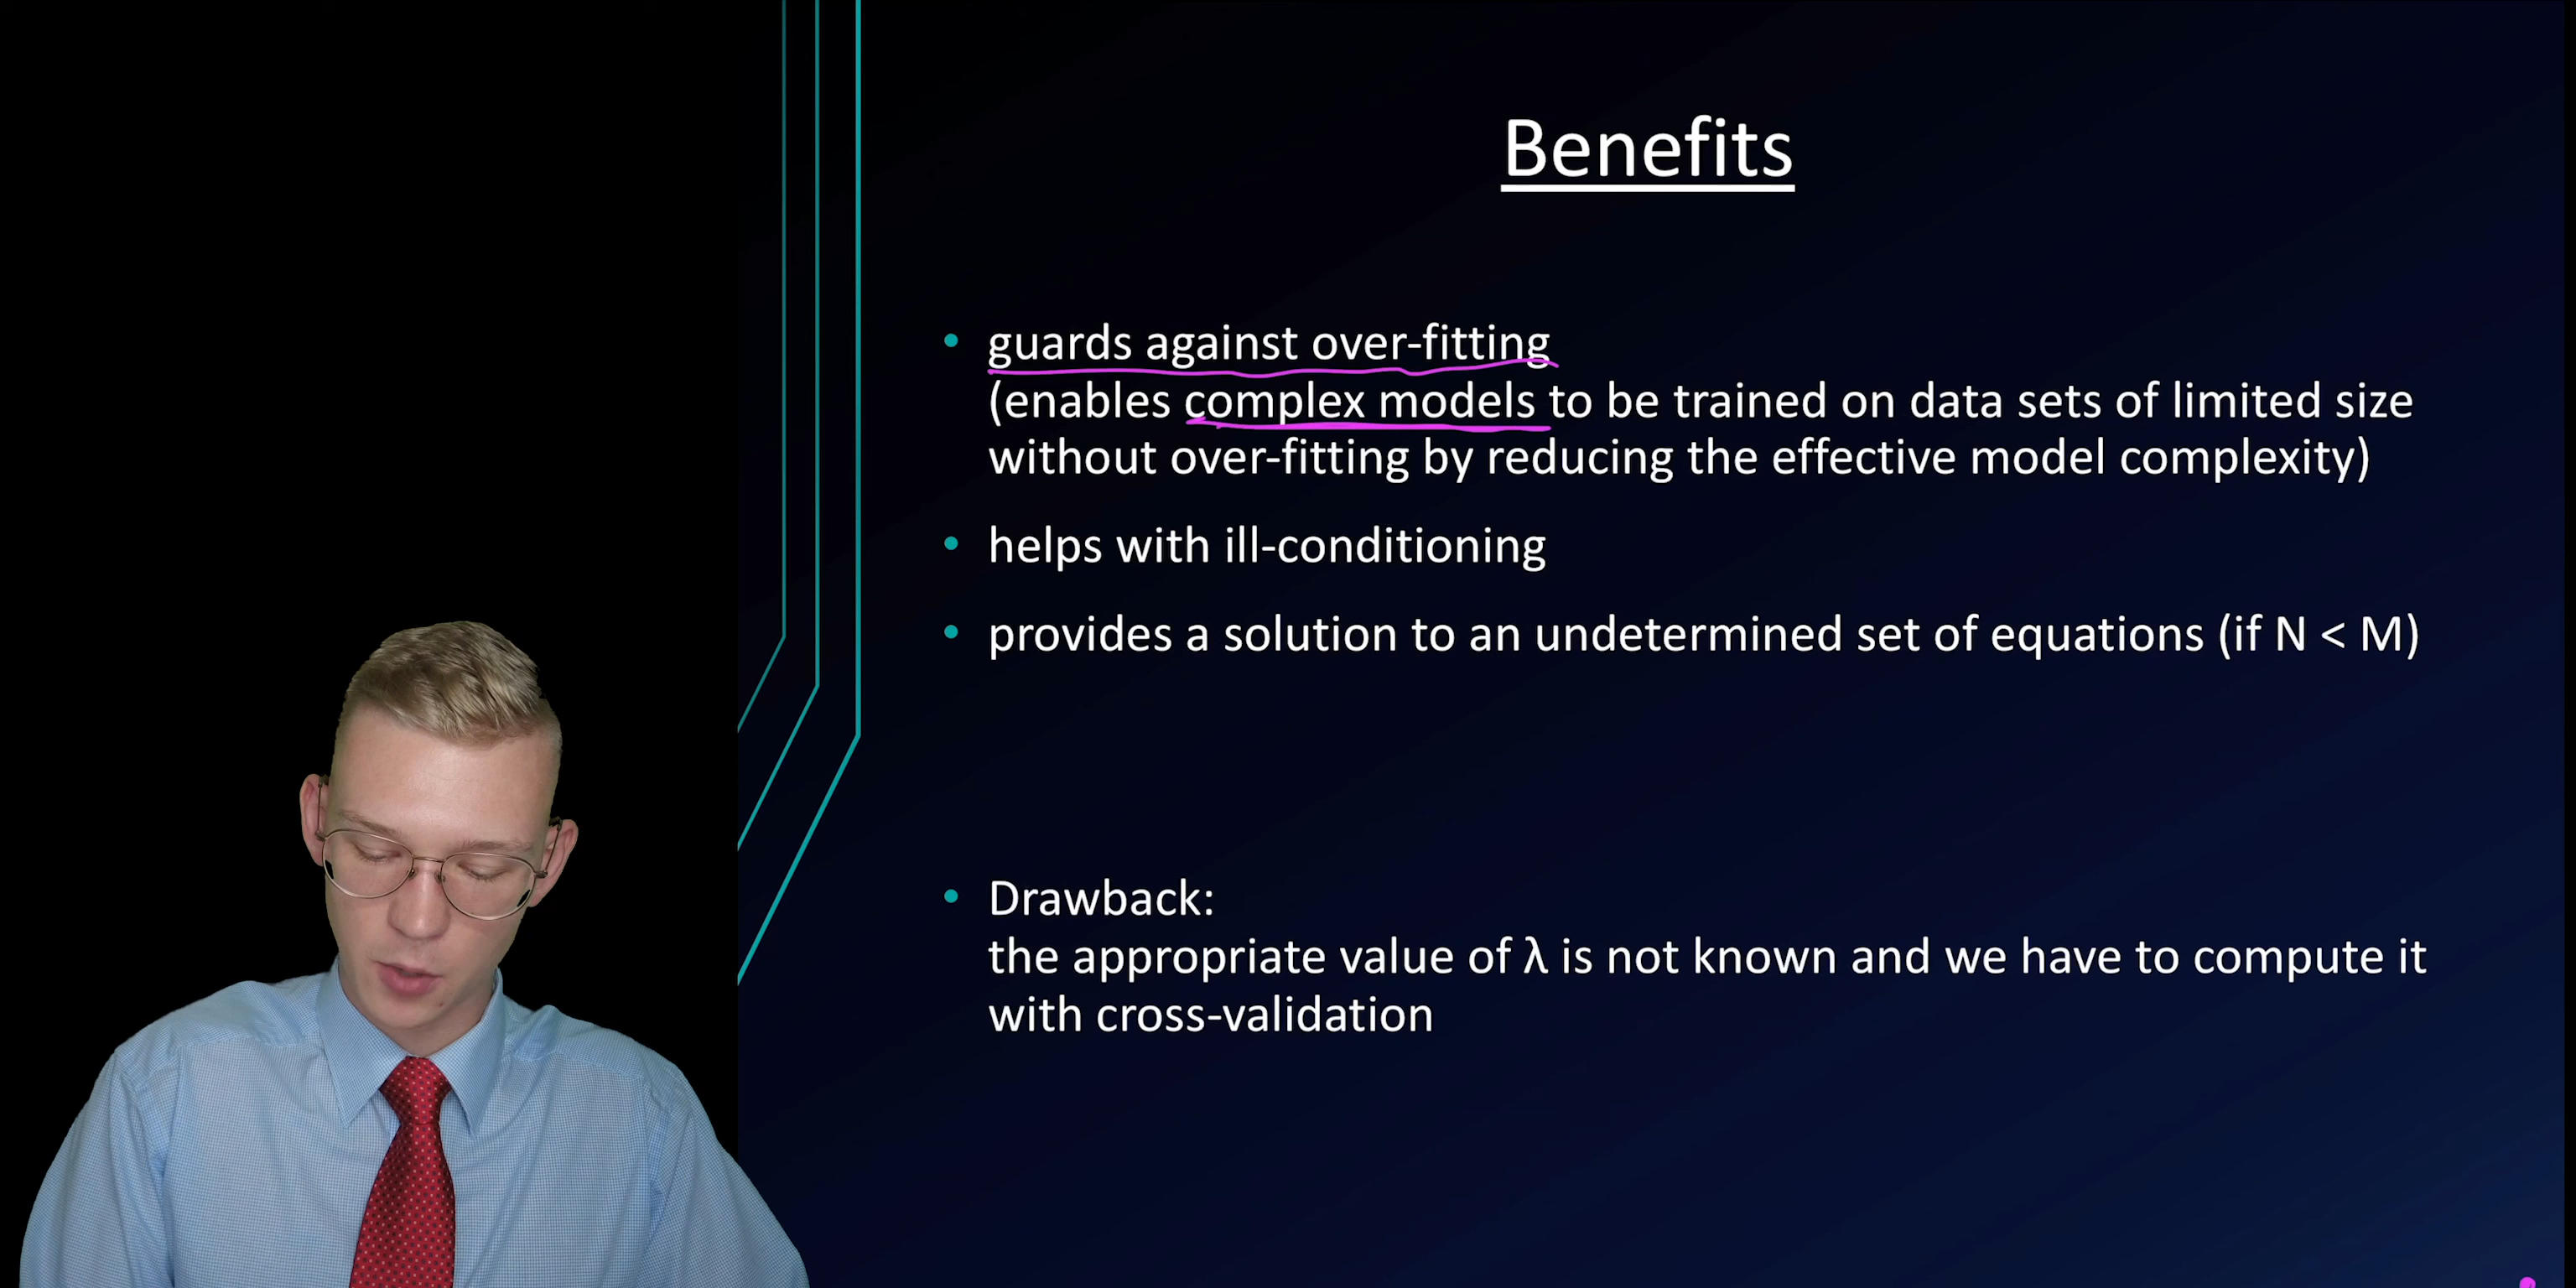 Benefits
• guards against over-fitting
(enables complex models to be trained on data sets of limited size
without over-fitting by reducing the effective model complexity)
• helps with ill-conditioning
• provides a solution to an undetermined set of equations (if N < M)
• Drawback:
the appropriate value of λ is not known and we have to compute it
with cross-validation